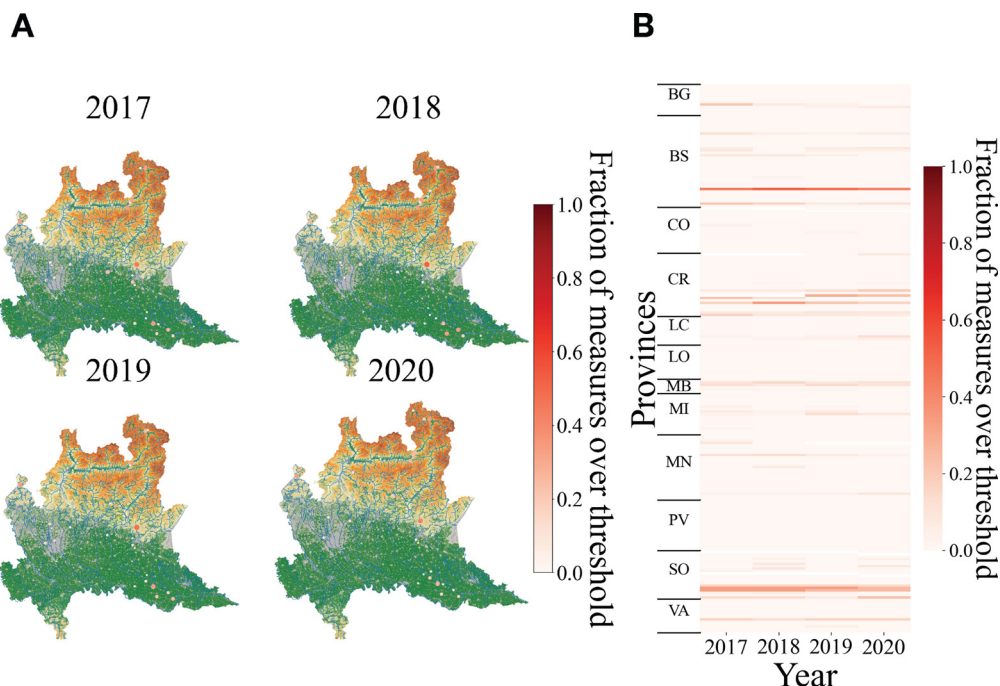 A
B
2017
2018
2019
2020
Fraction of measures over threshold
1.0
0.8
0.6
0.4
0.2
0.0
Provinces
BG
BS
CO
CR
LC
LO
MB
MI
MN
PV
SO
VA
2017 2018 2019 2020
Year
1.0
0.8
0.6
0.4
0.2
0.0
Fraction of measures over threshold